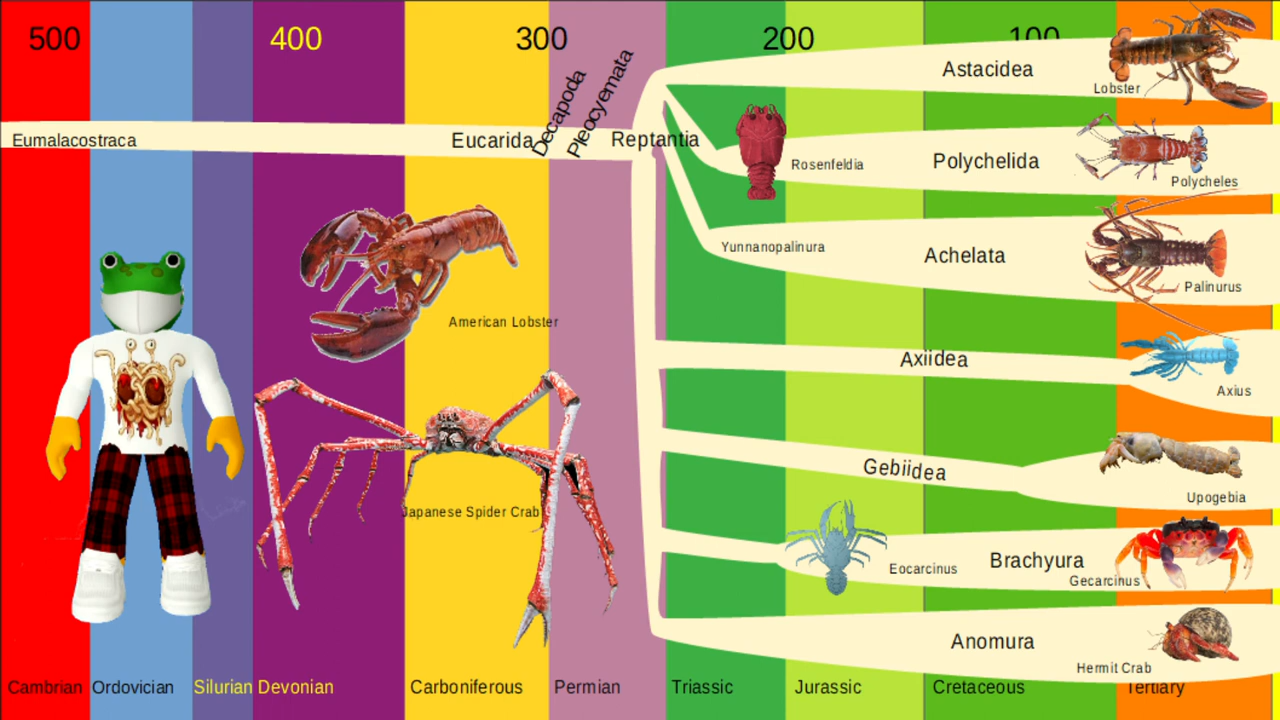 500
400
300
200
100
Decapoda
Pleocyemata
Eumalacostraca
Eucarida
Reptantia
Astacidea
Lobster
Rosenfeldia
Polychelida
Polycheles
Yunnanopalinura
Achelata
Palinurus
American Lobster
Axiidea
Axius
Gebiidea
Upogebia
Japanese Spider Crab
Eocarcinus
Brachyura
Gecarcinus
Anomura
Hermit Crab
Cambrian
Ordovician
Silurian
Devonian
Carboniferous
Permian
Triassic
Jurassic
Cretaceous
Tertiary